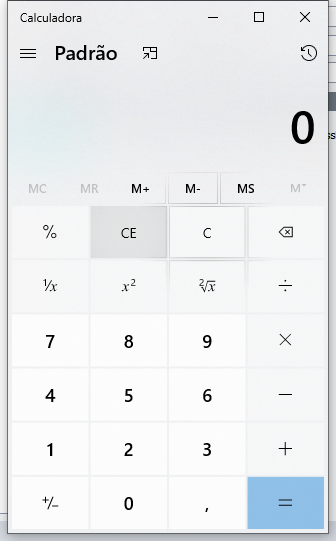 Calculadora
Padrão
0
MC MR M+ M- MS M˅
% CE C
¹/x x² ²√x ÷
7 8 9 ×
4 5 6 −
1 2 3 +
+/− 0 , =
ss